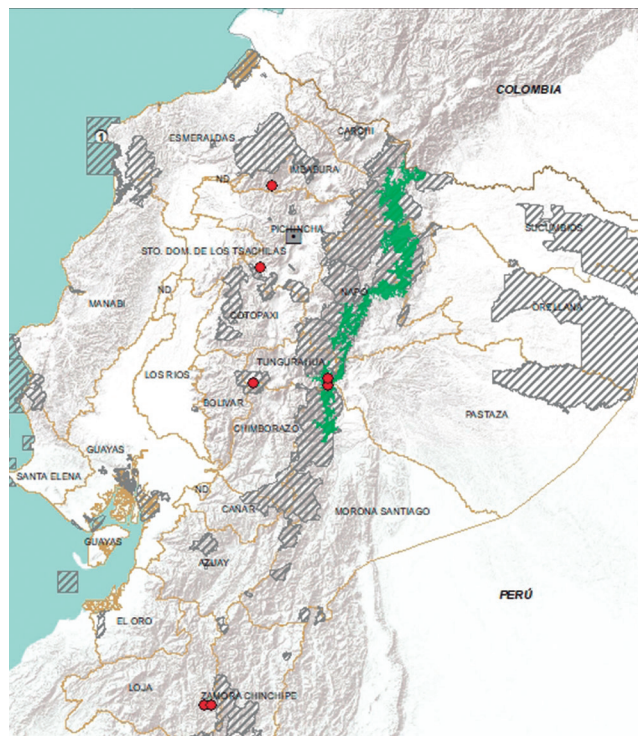 COLOMBIA
1
ESMERALDAS
CARCHI
IMBABURA
ND
PICHINCHA
SUCUMBIOS
STO. DOM. DE LOS TSACHILAS
ND
NAPO
MANABI
ORELLANA
COTOPAXI
TUNGURAHUA
LOS RIOS
BOLIVAR
PASTAZA
CHIMBORAZO
GUAYAS
SANTA ELENA
ND
CAÑAR
MORONA SANTIAGO
GUAYAS
AZUAY
PERÚ
EL ORO
LOJA
ZAMORA CHINCHIPE